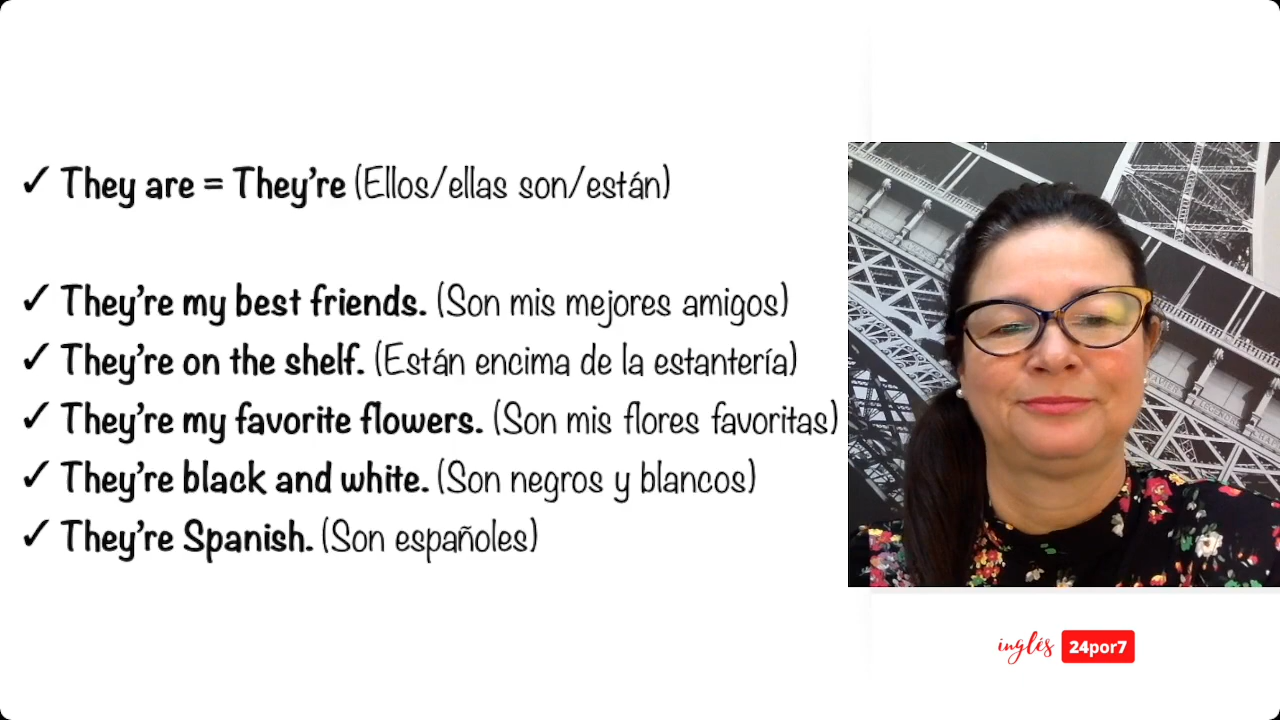 ✓ They are = They're (Ellos/ellas son/están)
✓ They're my best friends. (Son mis mejores amigos)
✓ They're on the shelf. (Están encima de la estantería)
✓ They're my favorite flowers. (Son mis flores favoritas)
✓ They're black and white. (Son negros y blancos)
✓ They're Spanish. (Son españoles)
inglés 24por7